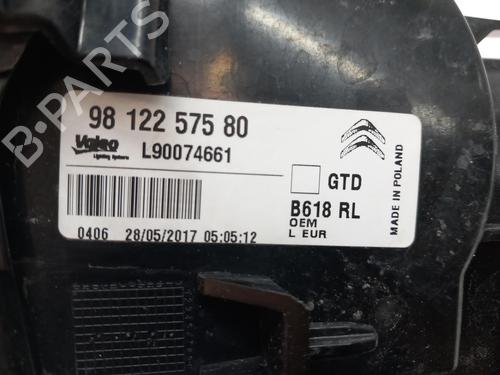 98 122 575 80
Valeo
Lighting Systems
L90074661
GTD
B618 RL
OEM
L EUR
MADE IN POLAND
0406 28/05/2017 05:05:12